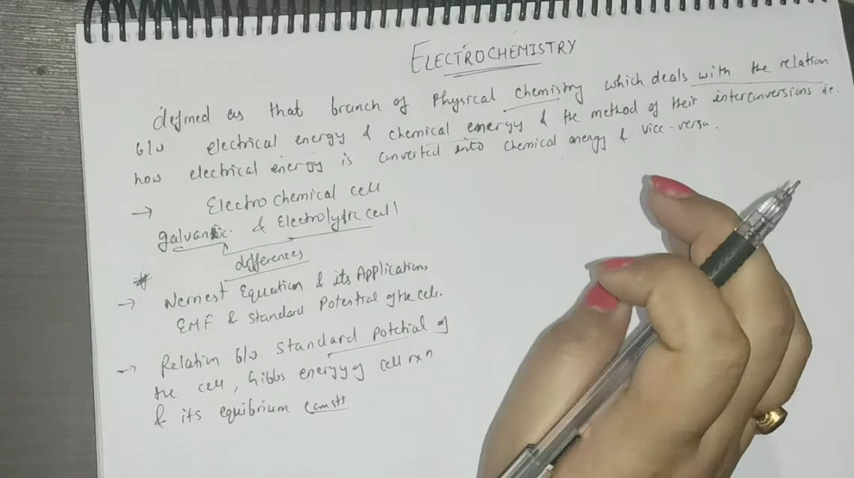 ELECTROCHEMISTRY
defined as that branch of Physical chemistry which deals with the relation
b/w electrical energy & chemical energy & the method of their interconversions i.e.
how electrical energy is converted into chemical energy & vice-versa.
→ Electrochemical cell
galvanic & Electrolytic cell
differences
→ Nernest Equation & its Applications
EMF & Standard Potential of the cell.
→ Relation b/w Standard Potential of
the cell, Gibbs energy of cell rxn
& its equibrium